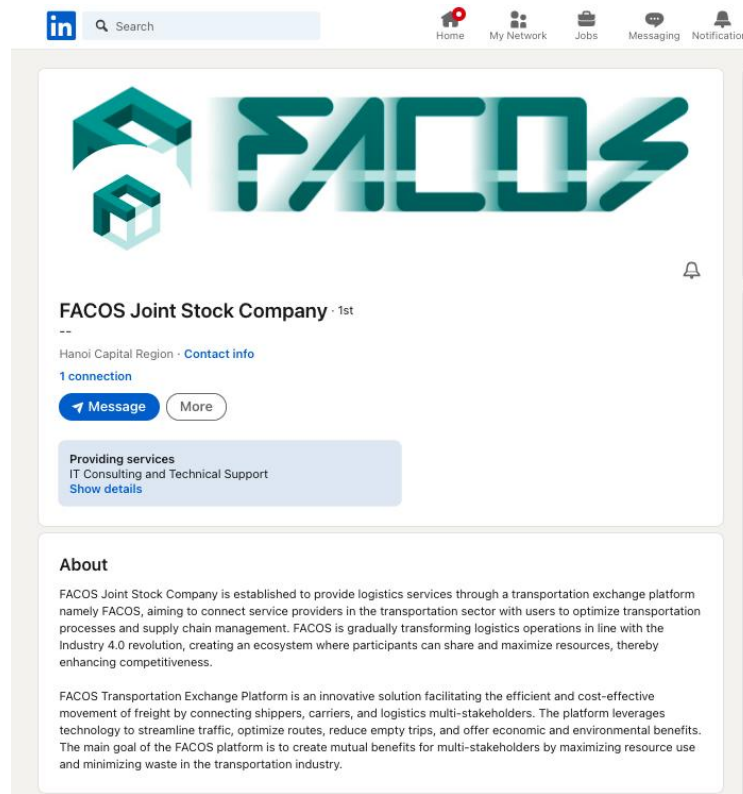 in
Search
Home
My Network
Jobs
Messaging
Notification
FACOS
FACOS Joint Stock Company · 1st
--
Hanoi Capital Region · Contact info
1 connection
Message
More
Providing services
IT Consulting and Technical Support
Show details
About
FACOS Joint Stock Company is established to provide logistics services through a transportation exchange platform
namely FACOS, aiming to connect service providers in the transportation sector with users to optimize transportation
processes and supply chain management. FACOS is gradually transforming logistics operations in line with the
Industry 4.0 revolution, creating an ecosystem where participants can share and maximize resources, thereby
enhancing competitiveness.
FACOS Transportation Exchange Platform is an innovative solution facilitating the efficient and cost-effective
movement of freight by connecting shippers, carriers, and logistics multi-stakeholders. The platform leverages
technology to streamline traffic, optimize routes, reduce empty trips, and offer economic and environmental benefits.
The main goal of the FACOS platform is to create mutual benefits for multi-stakeholders by maximizing resource use
and minimizing waste in the transportation industry.